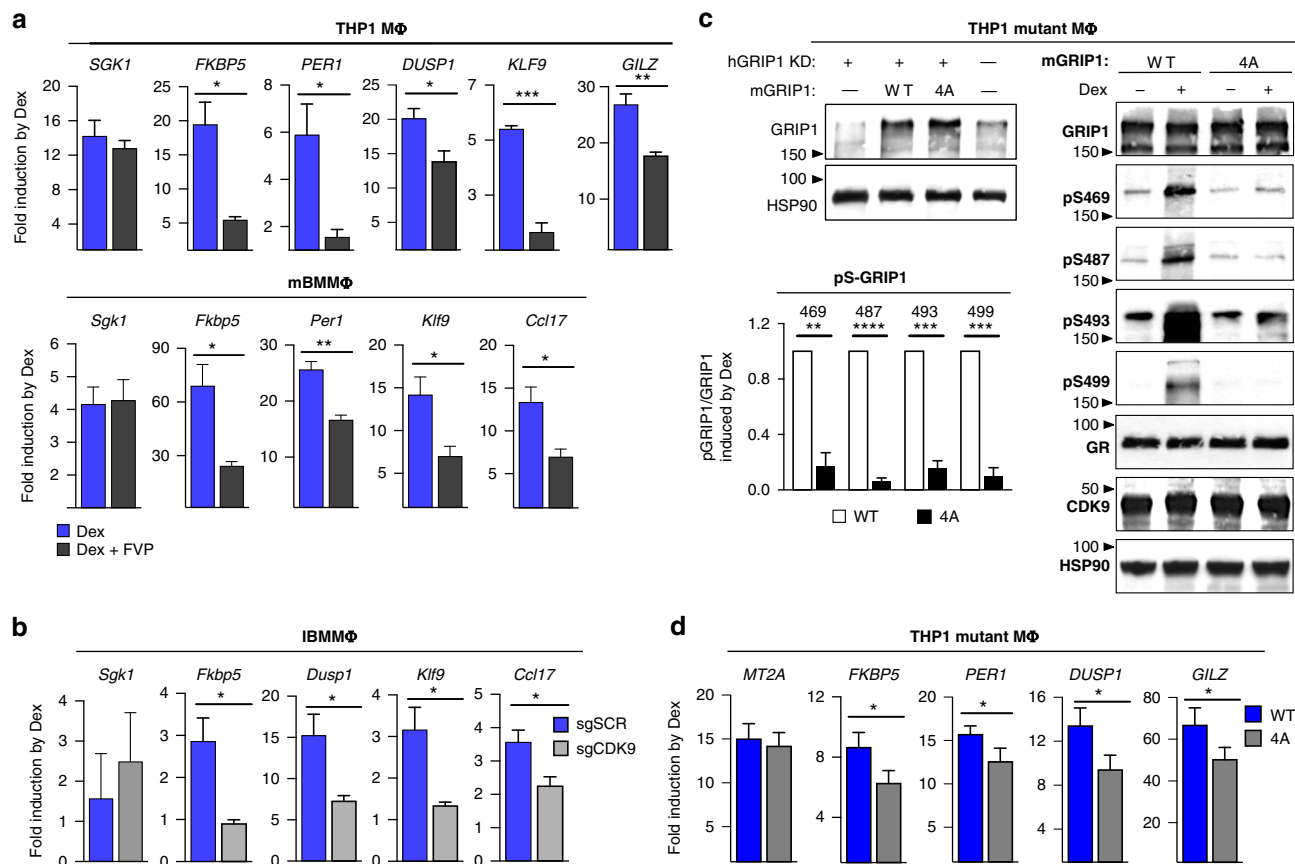 a
THP1 MΦ
SGK1 FKBP5 PER1 DUSP1 KLF9 GILZ
* * * *** **
Fold induction by Dex
20 16 12 8 4
25 20 15 10 5
8 6 4 2
25 20 15 10 5
7 5 3
30 20 10
mBMMΦ
Sgk1 Fkbp5 Per1 Klf9 Ccl17
* ** * *
Fold induction by Dex
6 5 4 3 2 1 0
90 60 30
30 20 10
20 15 10 5 0
20 15 10 5 0
Dex
Dex + FVP
b
IBMMΦ
Sgk1 Fkbp5 Dusp1 Klf9 Ccl17
* * * *
Fold induction by Dex
4 3 2 1 0
4 3 2 1 0
20 15 10 5 0
4 3 2 1 0
5 4 3 2 1 0
sgSCR
sgCDK9
c
THP1 mutant MΦ
hGRIP1 KD: + + + —
mGRIP1: — W T 4A —
GRIP1
150
100
HSP90
pS-GRIP1
469 487 493 499
** **** *** ***
pGRIP1/GRIP1
induced by Dex
1.2
0.8
0.4
0.0
WT 4A
mGRIP1: W T 4A
Dex — + — +
GRIP1
150
pS469
150
pS487
150
pS493
150
pS499
150
100
GR
50
CDK9
100
HSP90
d
THP1 mutant MΦ
MT2A FKBP5 PER1 DUSP1 GILZ
* * * *
Fold induction by Dex
20 15 10 5
12 8 4
20 15 10 5
16 12 8 4
80 60 40 20
WT
4A